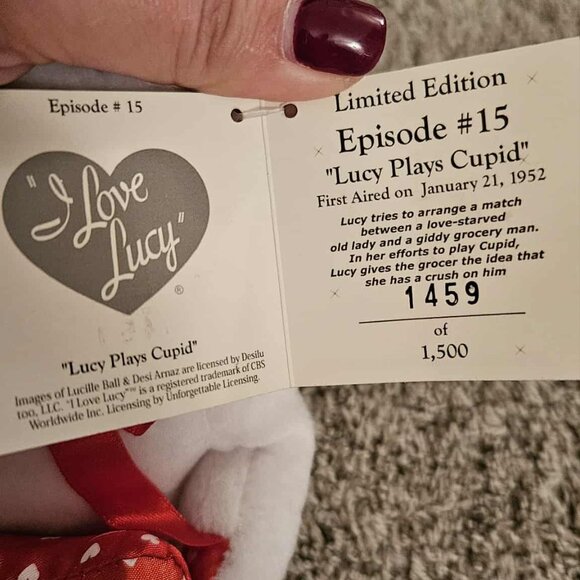 Episode # 15
"I Love
Lucy"
®
"Lucy Plays Cupid"
Images of Lucille Ball & Desi Arnaz are licensed by Desilu
too, LLC. "I Love Lucy"™ is a registered trademark of CBS
Worldwide Inc. Licensing by Unforgettable Licensing.
Limited Edition
Episode #15
"Lucy Plays Cupid"
First Aired on January 21, 1952
Lucy tries to arrange a match
between a love-starved
old lady and a giddy grocery man.
In her efforts to play Cupid,
Lucy gives the grocer the idea that
she has a crush on him
1459
of
1,500